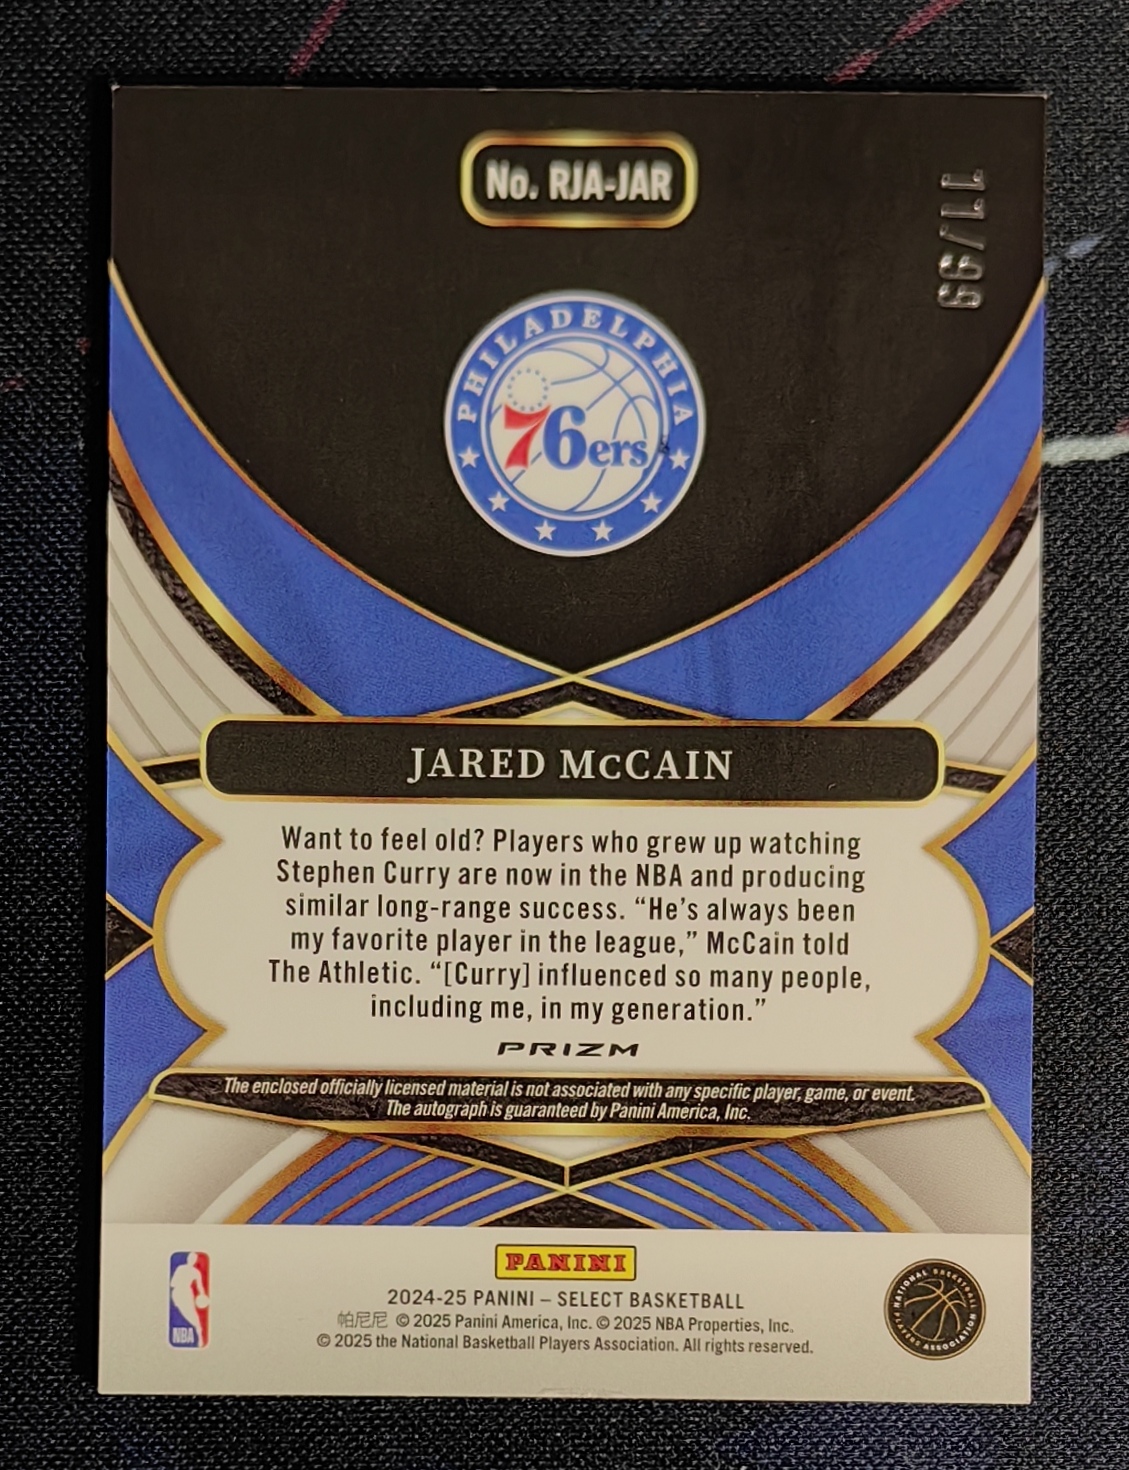 No. RJA-JAR
11/99
PHILADELPHIA
76ers
JARED McCAIN
Want to feel old? Players who grew up watching
Stephen Curry are now in the NBA and producing
similar long-range success. “He’s always been
my favorite player in the league,” McCain told
The Athletic. “[Curry] influenced so many people,
including me, in my generation.”
PRIZM
The enclosed officially licensed material is not associated with any specific player, game, or event.
The autograph is guaranteed by Panini America, Inc.
PANINI
2024-25 PANINI – SELECT BASKETBALL
帕尼尼 © 2025 Panini America, Inc. © 2025 NBA Properties, Inc.
© 2025 the National Basketball Players Association. All rights reserved.
NBA
NATIONAL BASKETBALL
PLAYERS ASSOCIATION